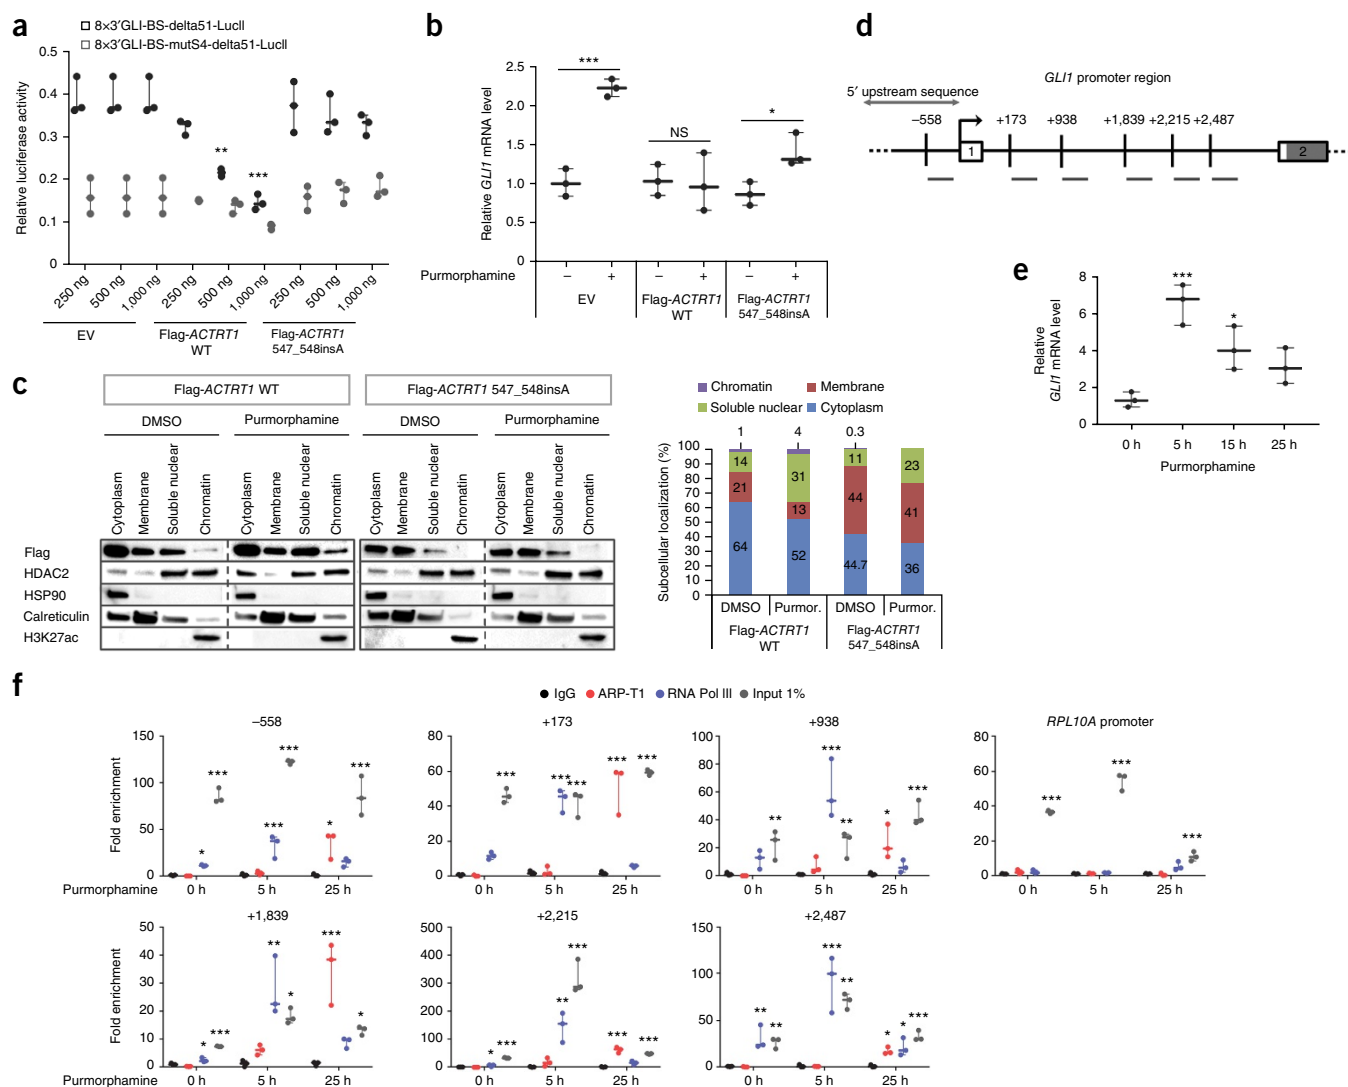 a
8×3′GLI-BS-delta51-LucII
8×3′GLI-BS-mutS4-delta51-LucII
Relative luciferase activity
0.5
0.4
0.3
0.2
0.1
0
**
***
250 ng
500 ng
1,000 ng
250 ng
500 ng
1,000 ng
250 ng
500 ng
1,000 ng
EV
Flag-ACTRT1
WT
Flag-ACTRT1
547_548insA
b
Relative GLI1 mRNA level
2.5
2.0
1.5
1.0
0.5
0
***
NS
*
Purmorphamine
– + – + – +
EV
Flag-ACTRT1
WT
Flag-ACTRT1
547_548insA
d
GLI1 promoter region
5′ upstream sequence
–558 +173 +938 +1,839 +2,215 +2,487
1
2
e
Relative
GLI1 mRNA level
8
6
4
2
0
***
*
0 h 5 h 15 h 25 h
Purmorphamine
c
Flag-ACTRT1 WT
Flag-ACTRT1 547_548insA
DMSO
Purmorphamine
DMSO
Purmorphamine
Cytoplasm
Membrane
Soluble nuclear
Chromatin
Cytoplasm
Membrane
Soluble nuclear
Chromatin
Cytoplasm
Membrane
Soluble nuclear
Chromatin
Cytoplasm
Membrane
Soluble nuclear
Chromatin
Flag
HDAC2
HSP90
Calreticulin
H3K27ac
Chromatin
Membrane
Soluble nuclear
Cytoplasm
Subcellular localization (%)
100
90
80
70
60
50
40
30
20
10
0
1 4 0.3
14 31 11 23
21 13 44 41
64 52 44.7 36
DMSO Purmor. DMSO Purmor.
Flag-ACTRT1
WT
Flag-ACTRT1
547_548insA
f
IgG ARP-T1 RNA Pol II Input 1%
–558
Fold enrichment
150
100
50
0
* *** *** *** * ***
Purmorphamine
0 h 5 h 25 h
+173
80
60
40
20
0
*** *** *** *** ***
0 h 5 h 25 h
+938
100
80
60
40
20
0
** *** ** * ***
0 h 5 h 25 h
RPL10A promoter
80
60
40
20
0
*** *** ***
0 h 5 h 25 h
+1,839
Fold enrichment
50
40
30
20
10
0
* *** ** * *** *
Purmorphamine
0 h 5 h 25 h
+2,215
500
400
300
200
100
0
* *** ** *** *** ***
0 h 5 h 25 h
+2,487
150
100
50
0
** ** *** ** * * ***
0 h 5 h 25 h